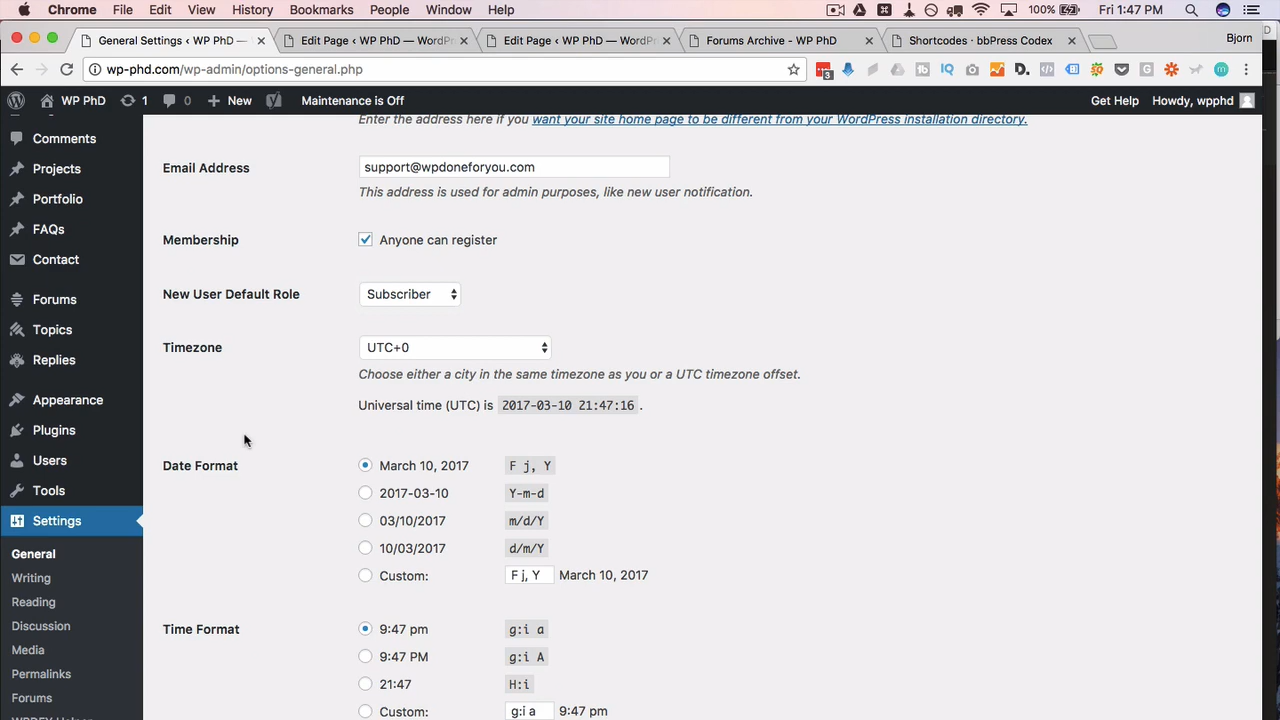 Chrome File Edit View History Bookmarks People Window Help 100% Fri 1:47 PM
General Settings ‹ WP PhD — Edit Page ‹ WP PhD — WordPr Edit Page ‹ WP PhD — WordPr Forums Archive - WP PhD Shortcodes · bbPress Codex Bjorn
wp-phd.com/wp-admin/options-general.php
WP PhD 1 0 New Maintenance is Off Get Help Howdy, wpphd
Comments
Projects
Portfolio
FAQs
Contact
Forums
Topics
Replies
Appearance
Plugins
Users
Tools
Settings
General
Writing
Reading
Discussion
Media
Permalinks
Forums
Enter the address here if you want your site home page to be different from your WordPress installation directory.
Email Address support@wpdoneforyou.com
This address is used for admin purposes, like new user notification.
Membership Anyone can register
New User Default Role Subscriber
Timezone UTC+0
Choose either a city in the same timezone as you or a UTC timezone offset.
Universal time (UTC) is 2017-03-10 21:47:16 .
Date Format March 10, 2017 F j, Y
2017-03-10 Y-m-d
03/10/2017 m/d/Y
10/03/2017 d/m/Y
Custom: F j, Y March 10, 2017
Time Format 9:47 pm g:i a
9:47 PM g:i A
21:47 H:i
Custom: g:i a 9:47 pm